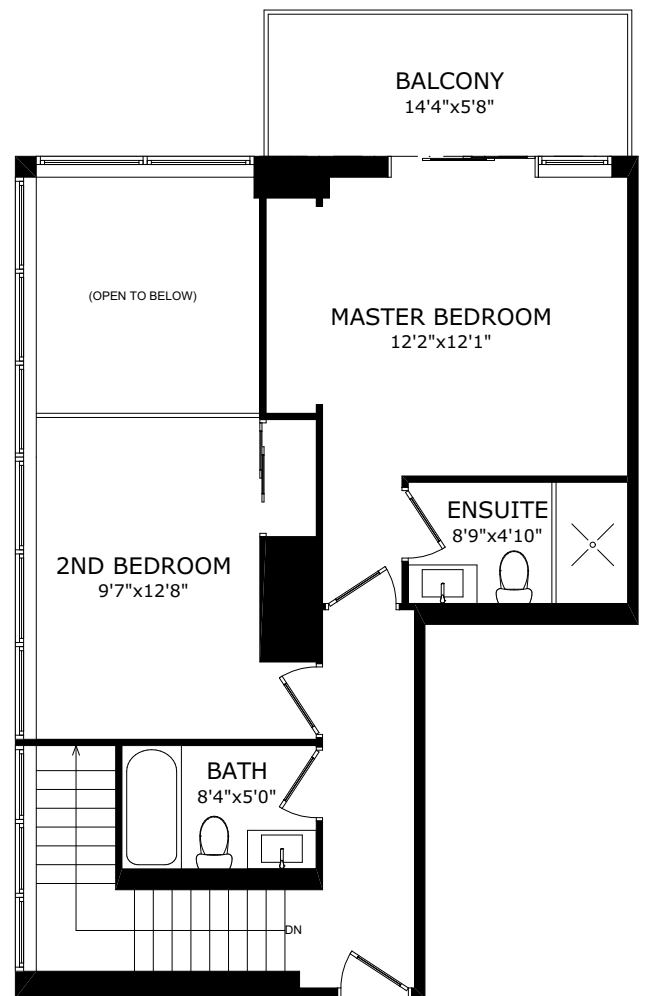 BALCONY
14'4"x5'8"
(OPEN TO BELOW)
MASTER BEDROOM
12'2"x12'1"
ENSUITE
8'9"x4'10"
2ND BEDROOM
9'7"x12'8"
BATH
8'4"x5'0"
DN